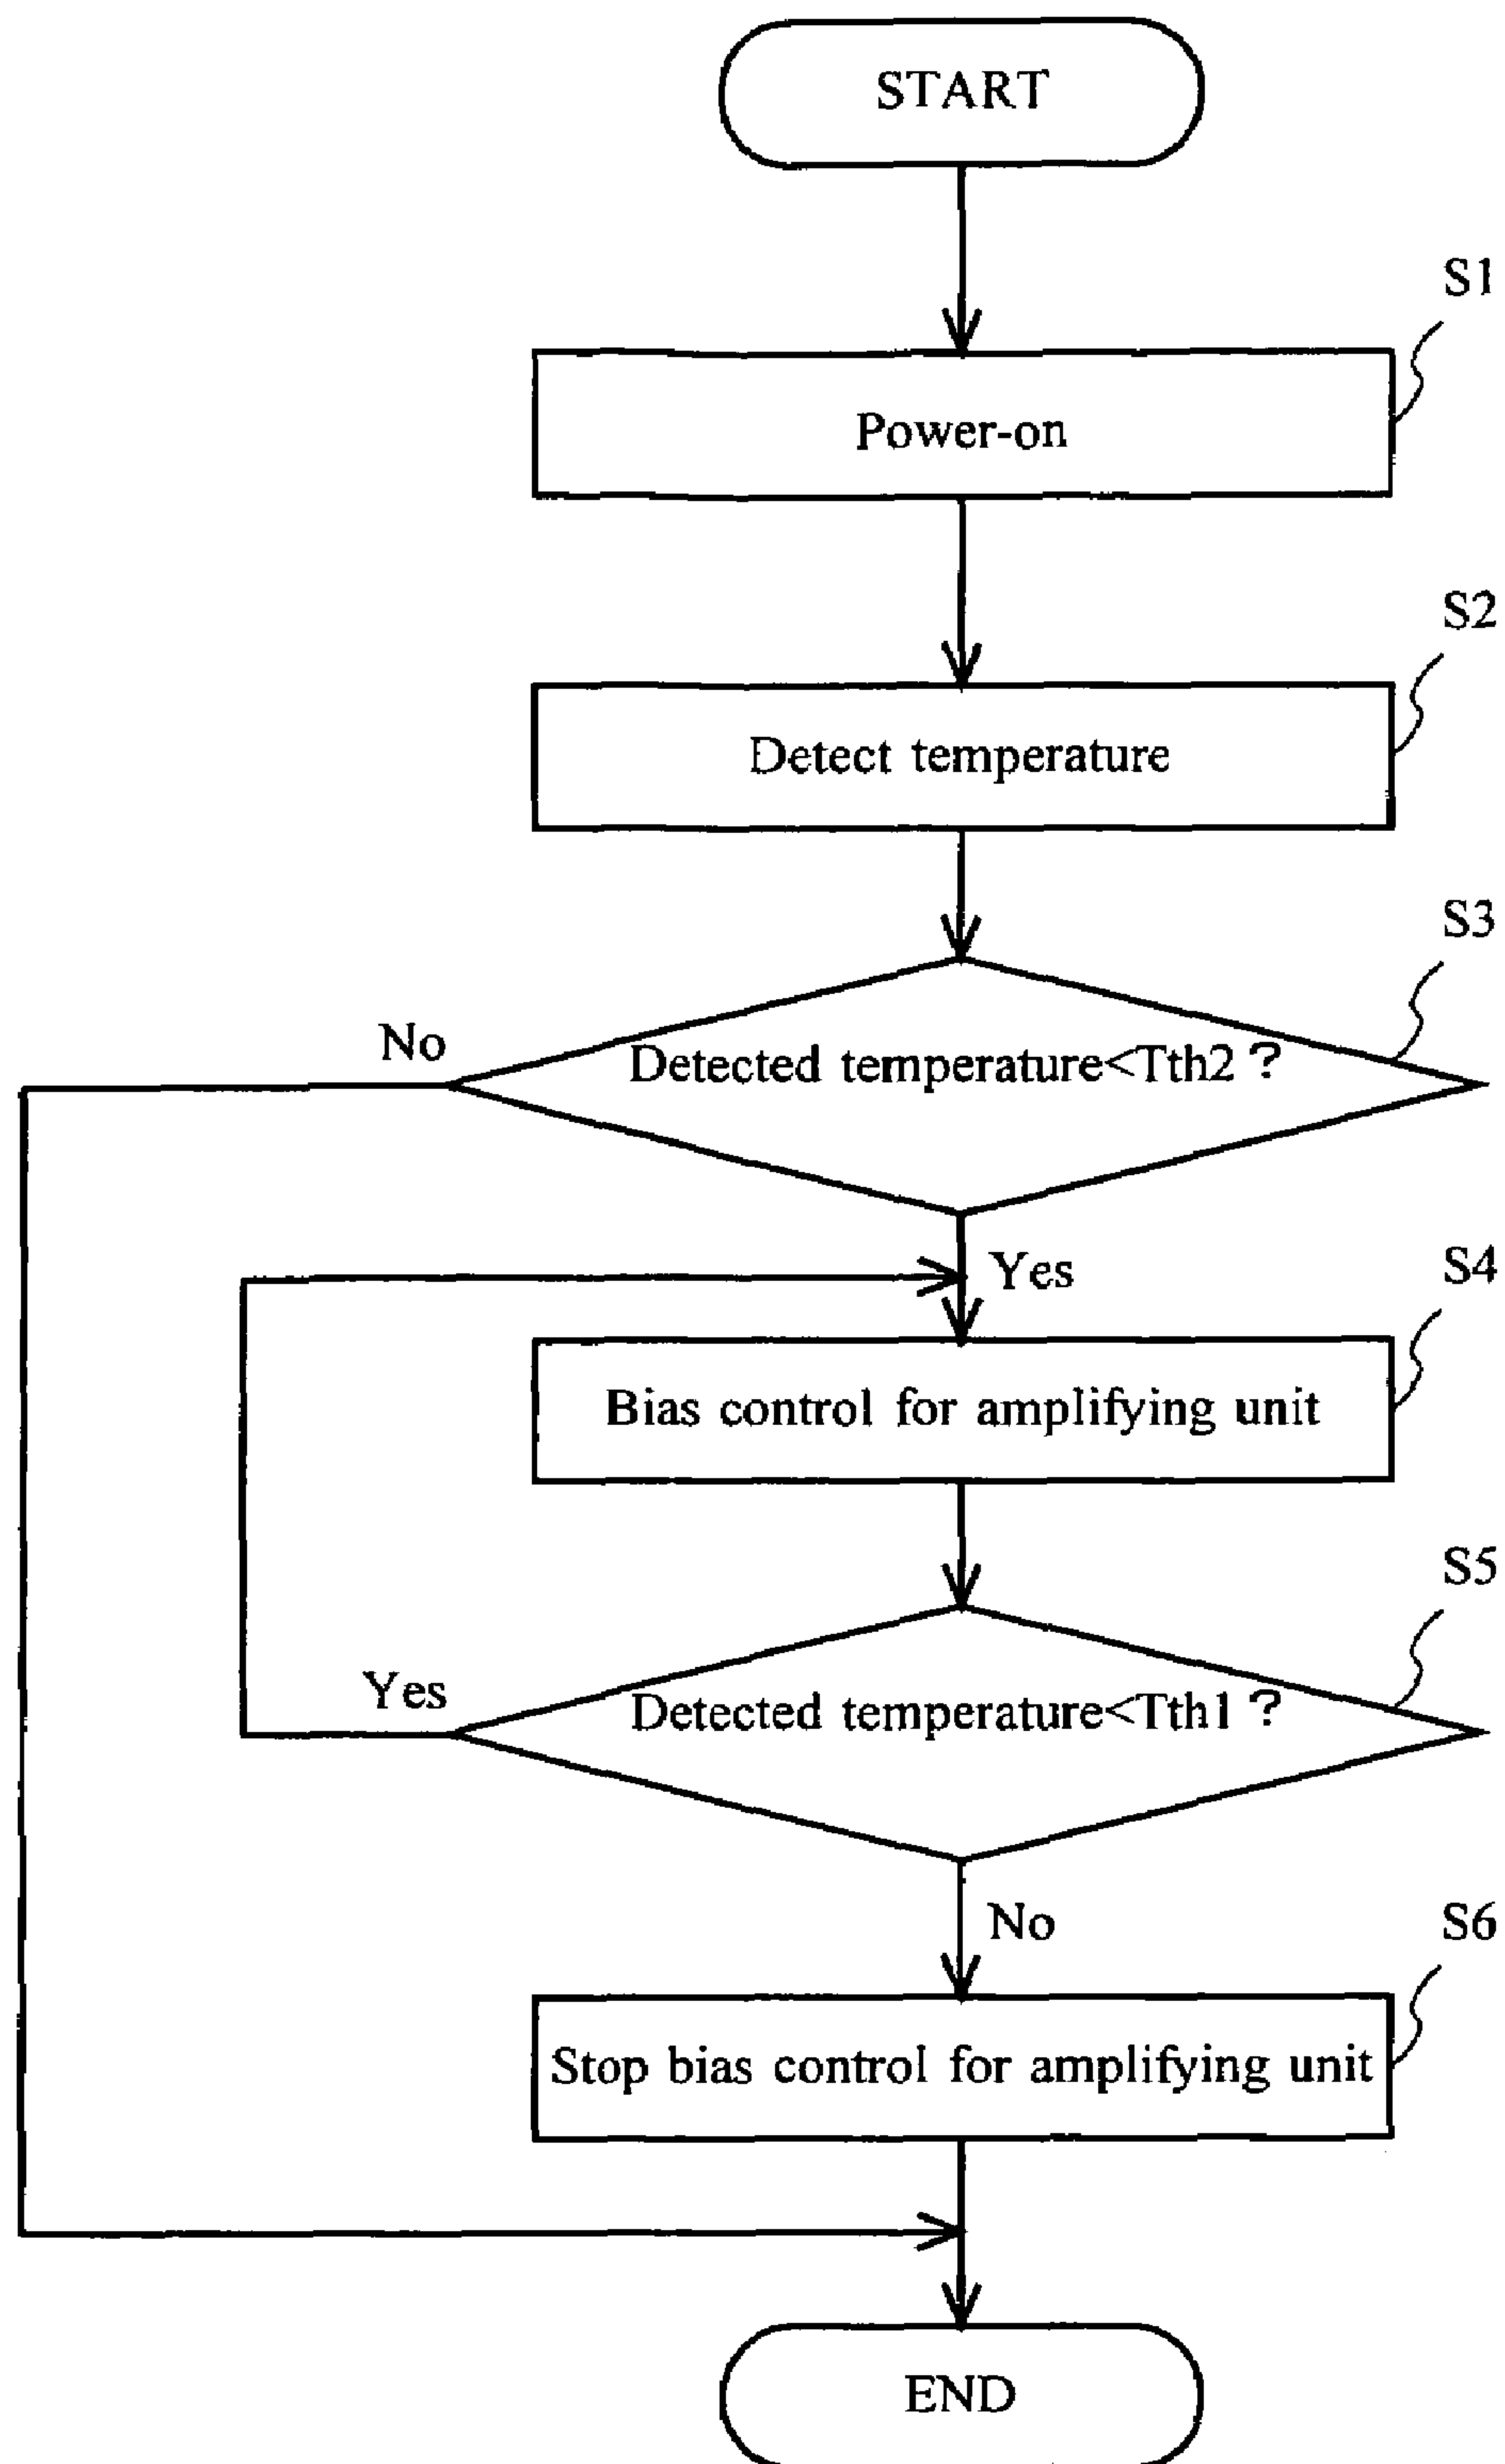 START
S1
Power-on
S2
Detect temperature
S3
No
Detected temperature<Tth2 ?
Yes
S4
Bias control for amplifying unit
S5
Yes
Detected temperature<Tth1 ?
No
S6
Stop bias control for amplifying unit
END